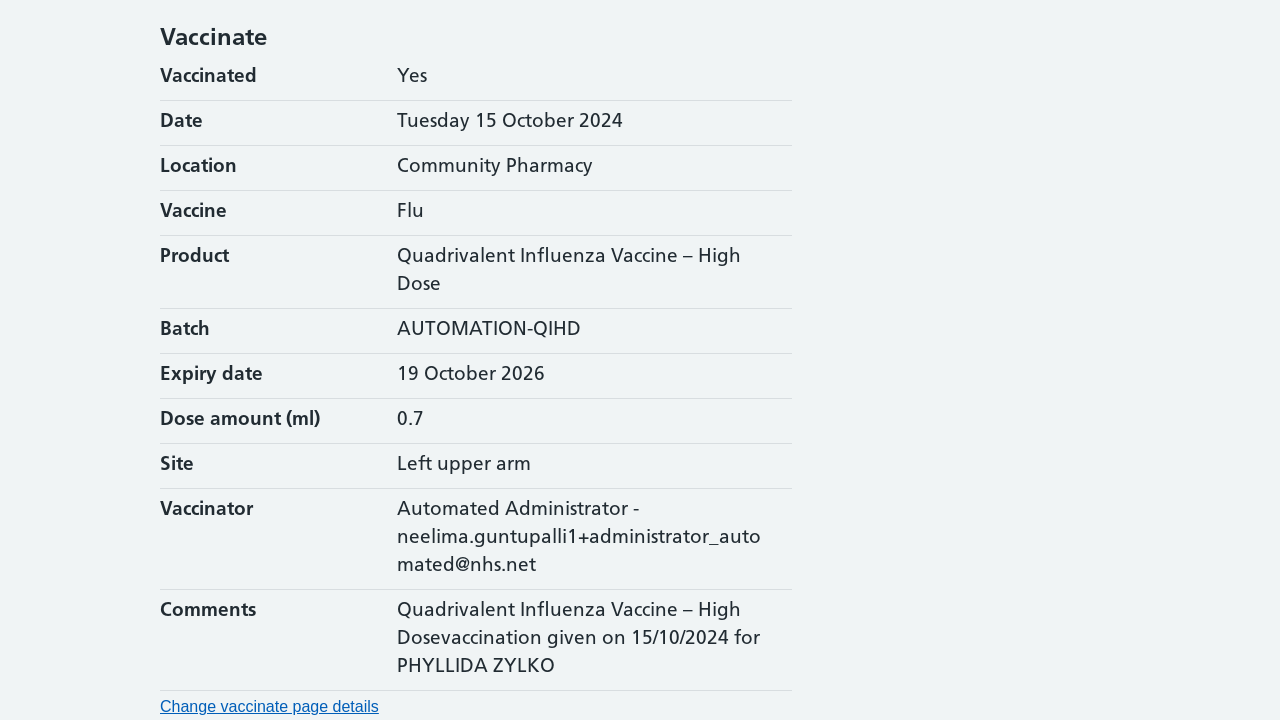 Vaccinate
Vaccinated Yes
Date Tuesday 15 October 2024
Location Community Pharmacy
Vaccine Flu
Product Quadrivalent Influenza Vaccine – High
Dose
Batch AUTOMATION-QIHD
Expiry date 19 October 2026
Dose amount (ml) 0.7
Site Left upper arm
Vaccinator Automated Administrator -
neelima.guntupalli1+administrator_auto
mated@nhs.net
Comments Quadrivalent Influenza Vaccine – High
Dosevaccination given on 15/10/2024 for
PHYLLIDA ZYLKO
Change vaccinate page details